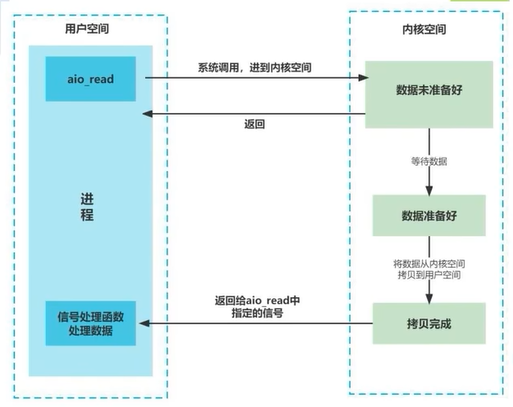 用户空间
内核空间
aio_read
系统调用，进到内核空间
数据未准备好
返回
等待数据
进
程
数据准备好
将数据从内核空间
拷贝到用户空间
返回给aio_read中
指定的信号
信号处理函数
处理数据
拷贝完成